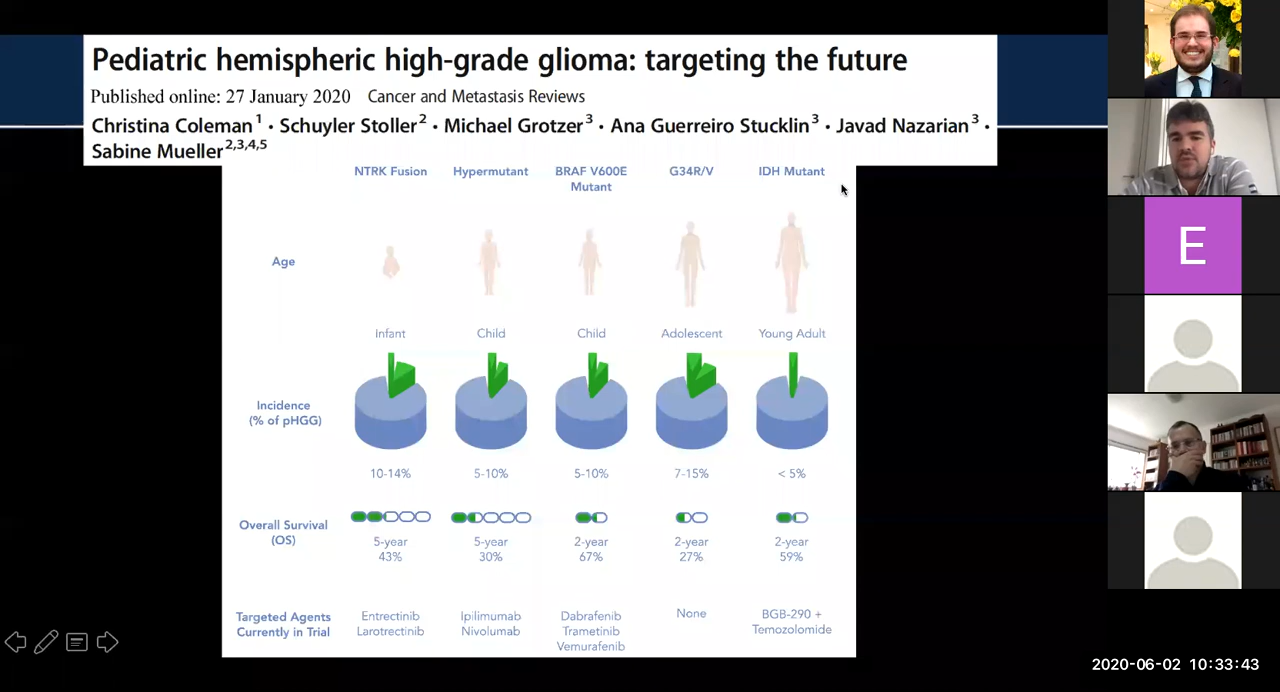 Pediatric hemispheric high-grade glioma: targeting the future
Published online: 27 January 2020 Cancer and Metastasis Reviews
Christina Coleman1 · Schuyler Stoller2 · Michael Grotzer3 · Ana Guerreiro Stucklin3 · Javad Nazarian3 ·
Sabine Mueller2,3,4,5
NTRK Fusion Hypermutant BRAF V600E Mutant G34R/V IDH Mutant
Age
Infant Child Child Adolescent Young Adult
Incidence
(% of pHGG)
10-14% 5-10% 5-10% 7-15% < 5%
Overall Survival
(OS)
5-year 5-year 2-year 2-year 2-year
43% 30% 67% 27% 59%
Targeted Agents
Currently in Trial
Entrectinib
Larotrectinib
Ipilimumab
Nivolumab
Dabrafenib
Trametinib
Vemurafenib
None
BGB-290 +
Temozolomide
E
2020-06-02 10:33:43